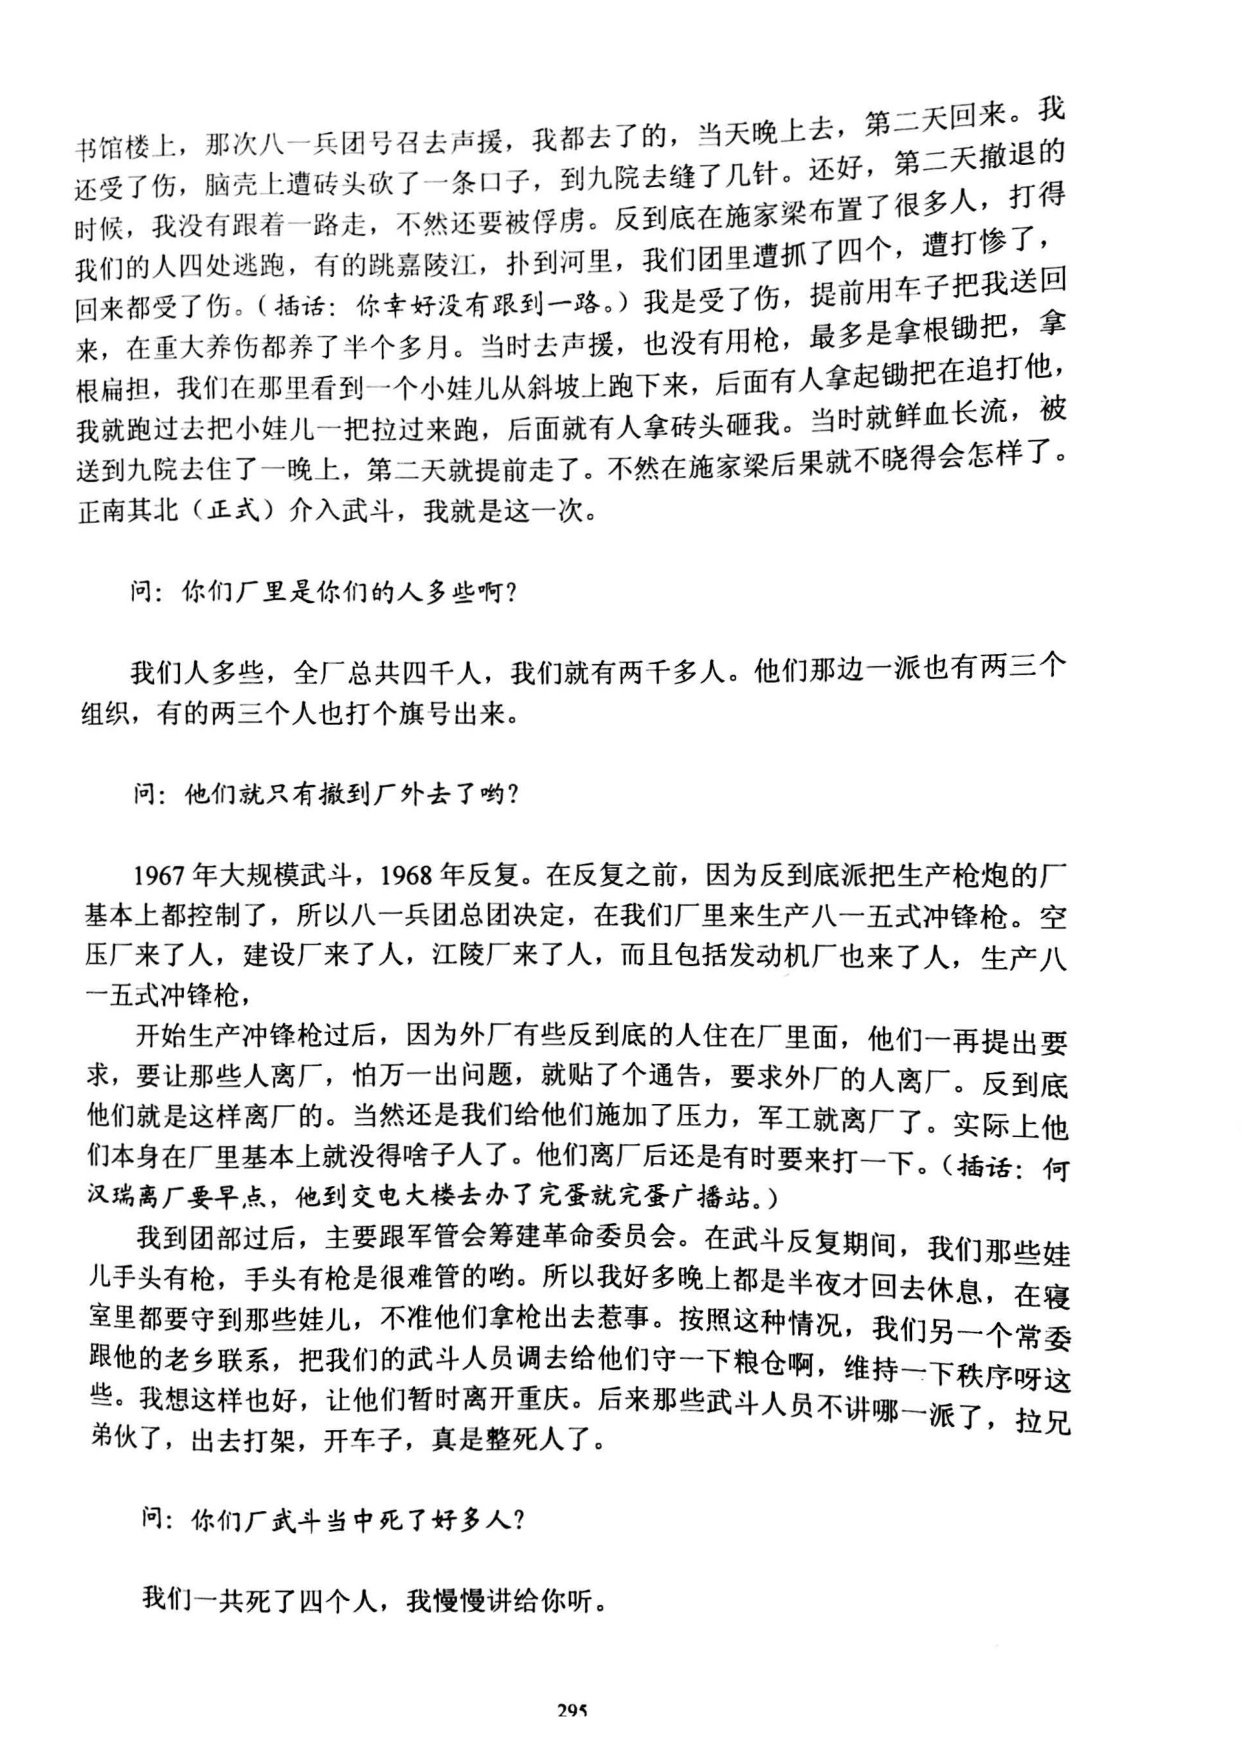 书馆楼上，那次八一兵团号召去声援，我都去了的，当天晚上去，第二天回来。我
还受了伤，脑壳上遭砖头砍了一条口子，到九院去缝了几针。还好，第二天撤退的
时候，我没有跟着一路走，不然还要被俘虏。反到底在施家梁布置了很多人，打得
我们的人四处逃跑，有的跳嘉陵江，扑到河里，我们团里遭抓了四个，遭打惨了，
回来都受了伤。（插话：你幸好没有跟到一路。）我是受了伤，提前用车子把我送回
来，在重大养伤都养了半个多月。当时去声援，也没有用枪，最多是拿根锄把，拿
根扁担，我们在那里看到一个小娃儿从斜坡上跑下来，后面有人拿起锄把在追打他，
我就跑过去把小娃儿一把拉过来跑，后面就有人拿砖头砸我。当时就鲜血长流，被
送到九院去住了一晚上，第二天就提前走了。不然在施家梁后果就不晓得会怎样了。
正南其北（正式）介入武斗，我就是这一次。
问：你们厂里是你们的人多些啊？
我们人多些，全厂总共四千人，我们就有两千多人。他们那边一派也有两三个
组织，有的两三个人也打个旗号出来。
问：他们就只有撤到厂外去了哟？
1967 年大规模武斗，1968 年反复。在反复之前，因为反到底派把生产枪炮的厂
基本上都控制了，所以八一兵团总团决定，在我们厂里来生产八一五式冲锋枪。空
压厂来了人，建设厂来了人，江陵厂来了人，而且包括发动机厂也来了人，生产八
一五式冲锋枪，
开始生产冲锋枪过后，因为外厂有些反到底的人住在厂里面，他们一再提出要
求，要让那些人离厂，怕万一出问题，就贴了个通告，要求外厂的人离厂。反到底
他们就是这样离厂的。当然还是我们给他们施加了压力，军工就离厂了。实际上他
们本身在厂里基本上就没得啥子人了。他们离厂后还是有时要来打一下。（插话：何
汉瑞离厂要早点，他到交电大楼去办了完蛋就完蛋广播站。）
我到团部过后，主要跟军管会筹建革命委员会。在武斗反复期间，我们那些娃
儿手头有枪，手头有枪是很难管的哟。所以我好多晚上都是半夜才回去休息，在寝
室里都要守到那些娃儿，不准他们拿枪出去惹事。按照这种情况，我们另一个常委
跟他的老乡联系，把我们的武斗人员调去给他们守一下粮仓啊，维持一下秩序呀这
些。我想这样也好，让他们暂时离开重庆。后来那些武斗人员不讲哪一派了，拉兄
弟伙了，出去打架，开车子，真是整死人了。
问：你们厂武斗当中死了好多人？
我们一共死了四个人，我慢慢讲给你听。
295